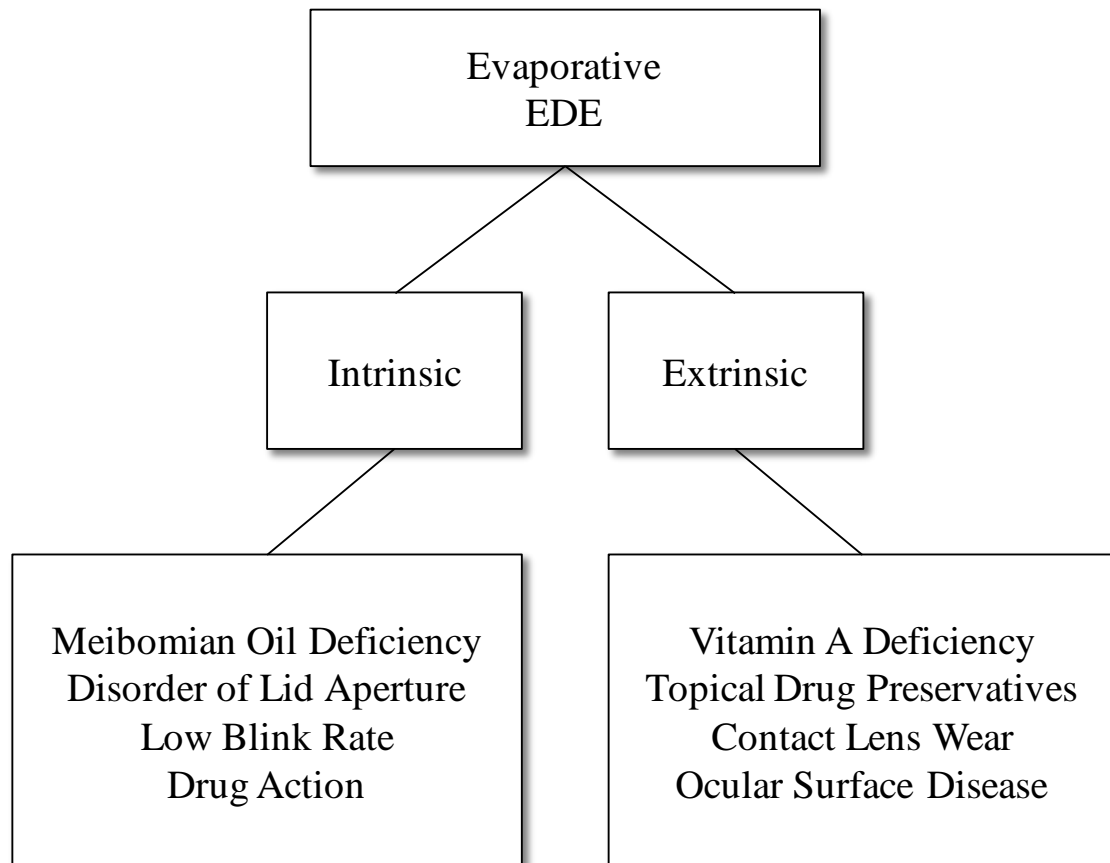 Evaporative
EDE
Intrinsic
Extrinsic
Meibomian Oil Deficiency
Disorder of Lid Aperture
Low Blink Rate
Drug Action
Vitamin A Deficiency
Topical Drug Preservatives
Contact Lens Wear
Ocular Surface Disease